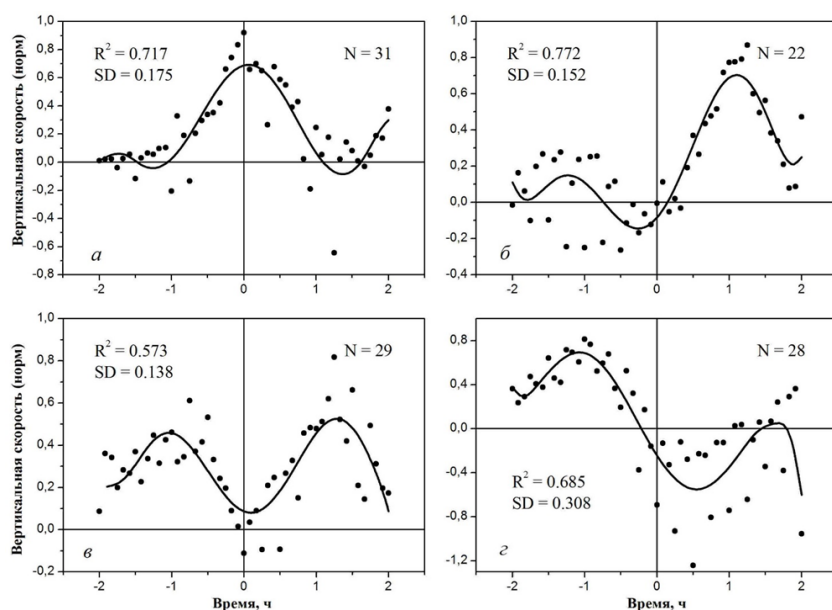 1,0
0,8
0,6
0,4
0,2
0,0
-0,2
-0,4
-0,6
-0,8
Вертикальная скорость (норм)
R² = 0.717
SD = 0.175
N = 31
а
-2 -1 0 1 2
1,0
0,8
0,6
0,4
0,2
0,0
-0,2
-0,4
R² = 0.772
SD = 0.152
N = 22
б
-2 -1 0 1 2
1,0
0,8
0,6
0,4
0,2
0,0
-0,2
Вертикальная скорость (норм)
R² = 0.573
SD = 0.138
N = 29
в
-2 -1 0 1 2
Время, ч
0,8
0,4
0,0
-0,4
-0,8
-1,2
N = 28
R² = 0.685
SD = 0.308
г
-2 -1 0 1 2
Время, ч